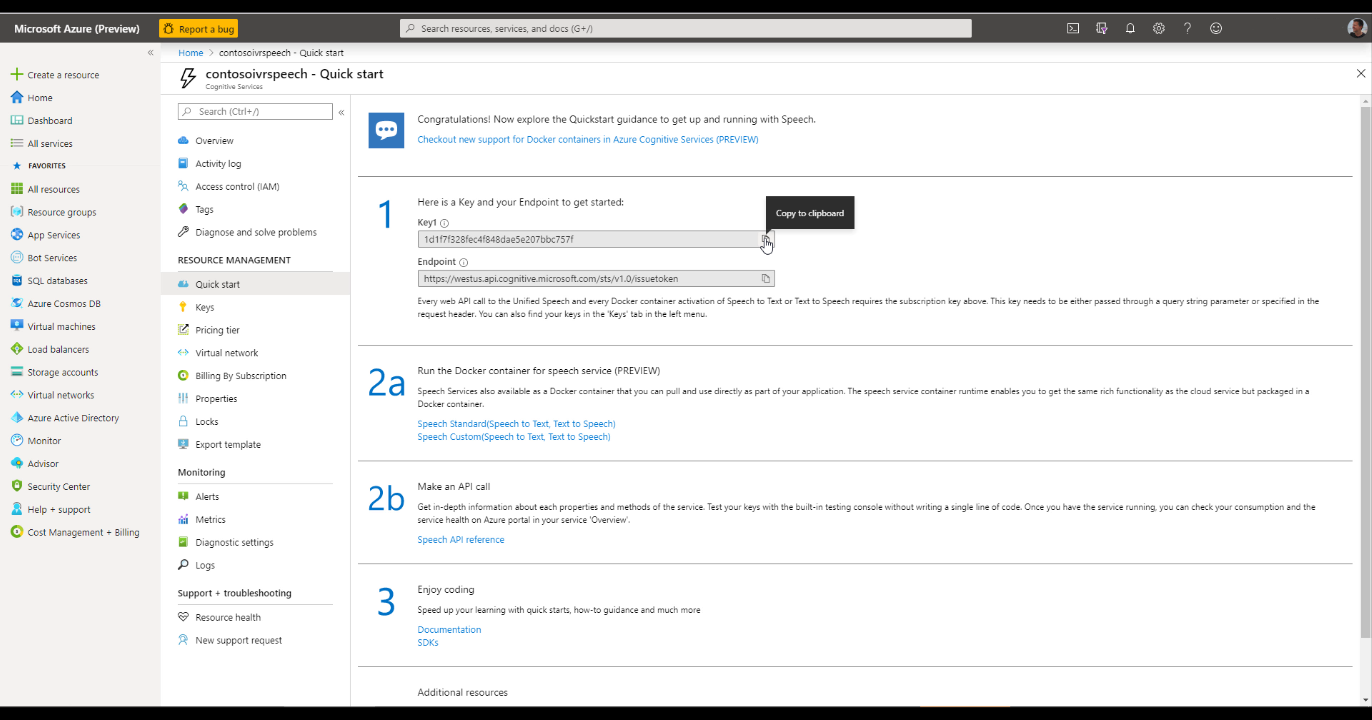 Microsoft Azure (Preview)
Report a bug
Search resources, services, and docs (G+/)
Home > contosoivrspeech - Quick start
contosoivrspeech - Quick start
Cognitive Services
Create a resource
Home
Dashboard
All services
FAVORITES
All resources
Resource groups
App Services
Bot Services
SQL databases
Azure Cosmos DB
Virtual machines
Load balancers
Storage accounts
Virtual networks
Azure Active Directory
Monitor
Advisor
Security Center
Help + support
Cost Management + Billing
Search (Ctrl+/)
Overview
Activity log
Access control (IAM)
Tags
Diagnose and solve problems
RESOURCE MANAGEMENT
Quick start
Keys
Pricing tier
Virtual network
Billing By Subscription
Properties
Locks
Export template
Monitoring
Alerts
Metrics
Diagnostic settings
Logs
Support + troubleshooting
Resource health
New support request
Congratulations! Now explore the Quickstart guidance to get up and running with Speech.
Checkout new support for Docker containers in Azure Cognitive Services (PREVIEW)
1
Here is a Key and your Endpoint to get started:
Copy to clipboard
Key1
1d1f7f328fec4f848dae5e207bbc757f
Endpoint
https://westus.api.cognitive.microsoft.com/sts/v1.0/issuetoken
Every web API call to the Unified Speech and every Docker container activation of Speech to Text or Text to Speech requires the subscription key above. This key needs to be either passed through a query string parameter or specified in the
request header. You can also find your keys in the 'Keys' tab in the left menu.
2a
Run the Docker container for speech service (PREVIEW)
Speech Services also available as a Docker container that you can pull and use directly as part of your application. The speech service container runtime enables you to get the same rich functionality as the cloud service but packaged in a
Docker container.
Speech Standard(Speech to Text, Text to Speech)
Speech Custom(Speech to Text, Text to Speech)
2b
Make an API call
Get in-depth information about each properties and methods of the service. Test your keys with the built-in testing console without writing a single line of code. Once you have the service running, you can check your consumption and the
service health on Azure portal in your service 'Overview'.
Speech API reference
3
Enjoy coding
Speed up your learning with quick starts, how-to guidance and much more
Documentation
SDKs
Additional resources